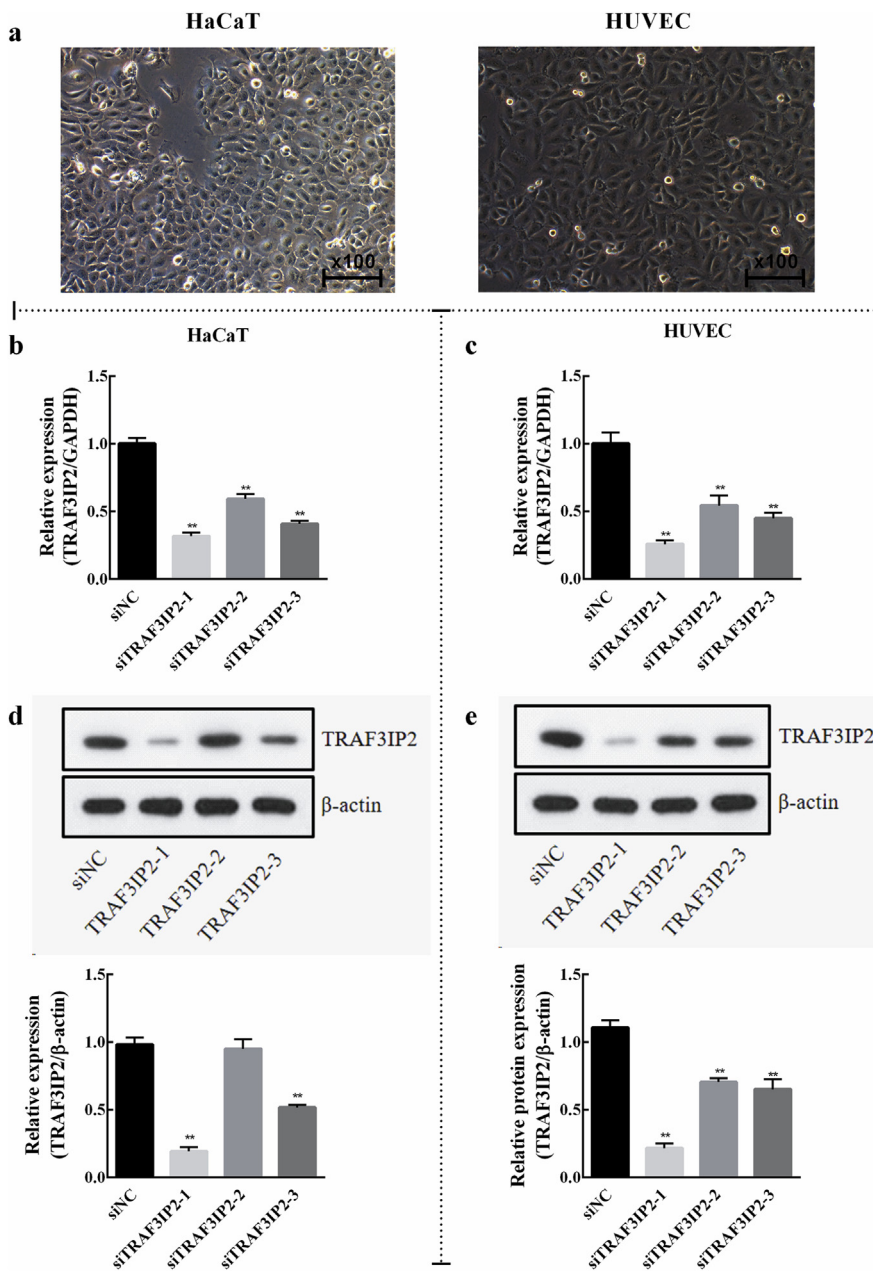 a
HaCaT
HUVEC
x100
x100
b
HaCaT
Relative expression
(TRAF3IP2/GAPDH)
1.5
1.0
0.5
0.0
**
**
**
siNC
siTRAF3IP2-1
siTRAF3IP2-2
siTRAF3IP2-3
c
HUVEC
Relative expression
(TRAF3IP2/GAPDH)
1.5
1.0
0.5
0.0
**
**
**
siNC
siTRAF3IP2-1
siTRAF3IP2-2
siTRAF3IP2-3
d
TRAF3IP2
β-actin
siNC
TRAF3IP2-1
TRAF3IP2-2
TRAF3IP2-3
Relative expression
(TRAF3IP2/β-actin)
1.5
1.0
0.5
0.0
**
**
siNC
siTRAF3IP2-1
siTRAF3IP2-2
siTRAF3IP2-3
e
TRAF3IP2
β-actin
siNC
TRAF3IP2-1
TRAF3IP2-2
TRAF3IP2-3
Relative protein expression
(TRAF3IP2/β-actin)
1.5
1.0
0.5
0.0
**
**
**
siNC
siTRAF3IP2-1
siTRAF3IP2-2
siTRAF3IP2-3